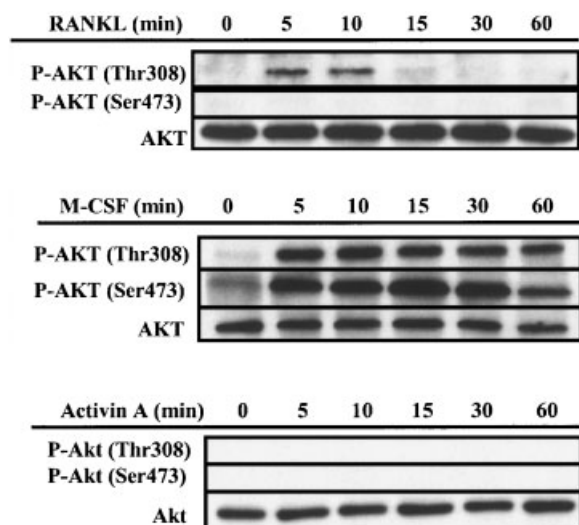 RANKL (min) 0 5 10 15 30 60
P-AKT (Thr308)
P-AKT (Ser473)
AKT
M-CSF (min) 0 5 10 15 30 60
P-AKT (Thr308)
P-AKT (Ser473)
AKT
Activin A (min) 0 5 10 15 30 60
P-Akt (Thr308)
P-Akt (Ser473)
Akt